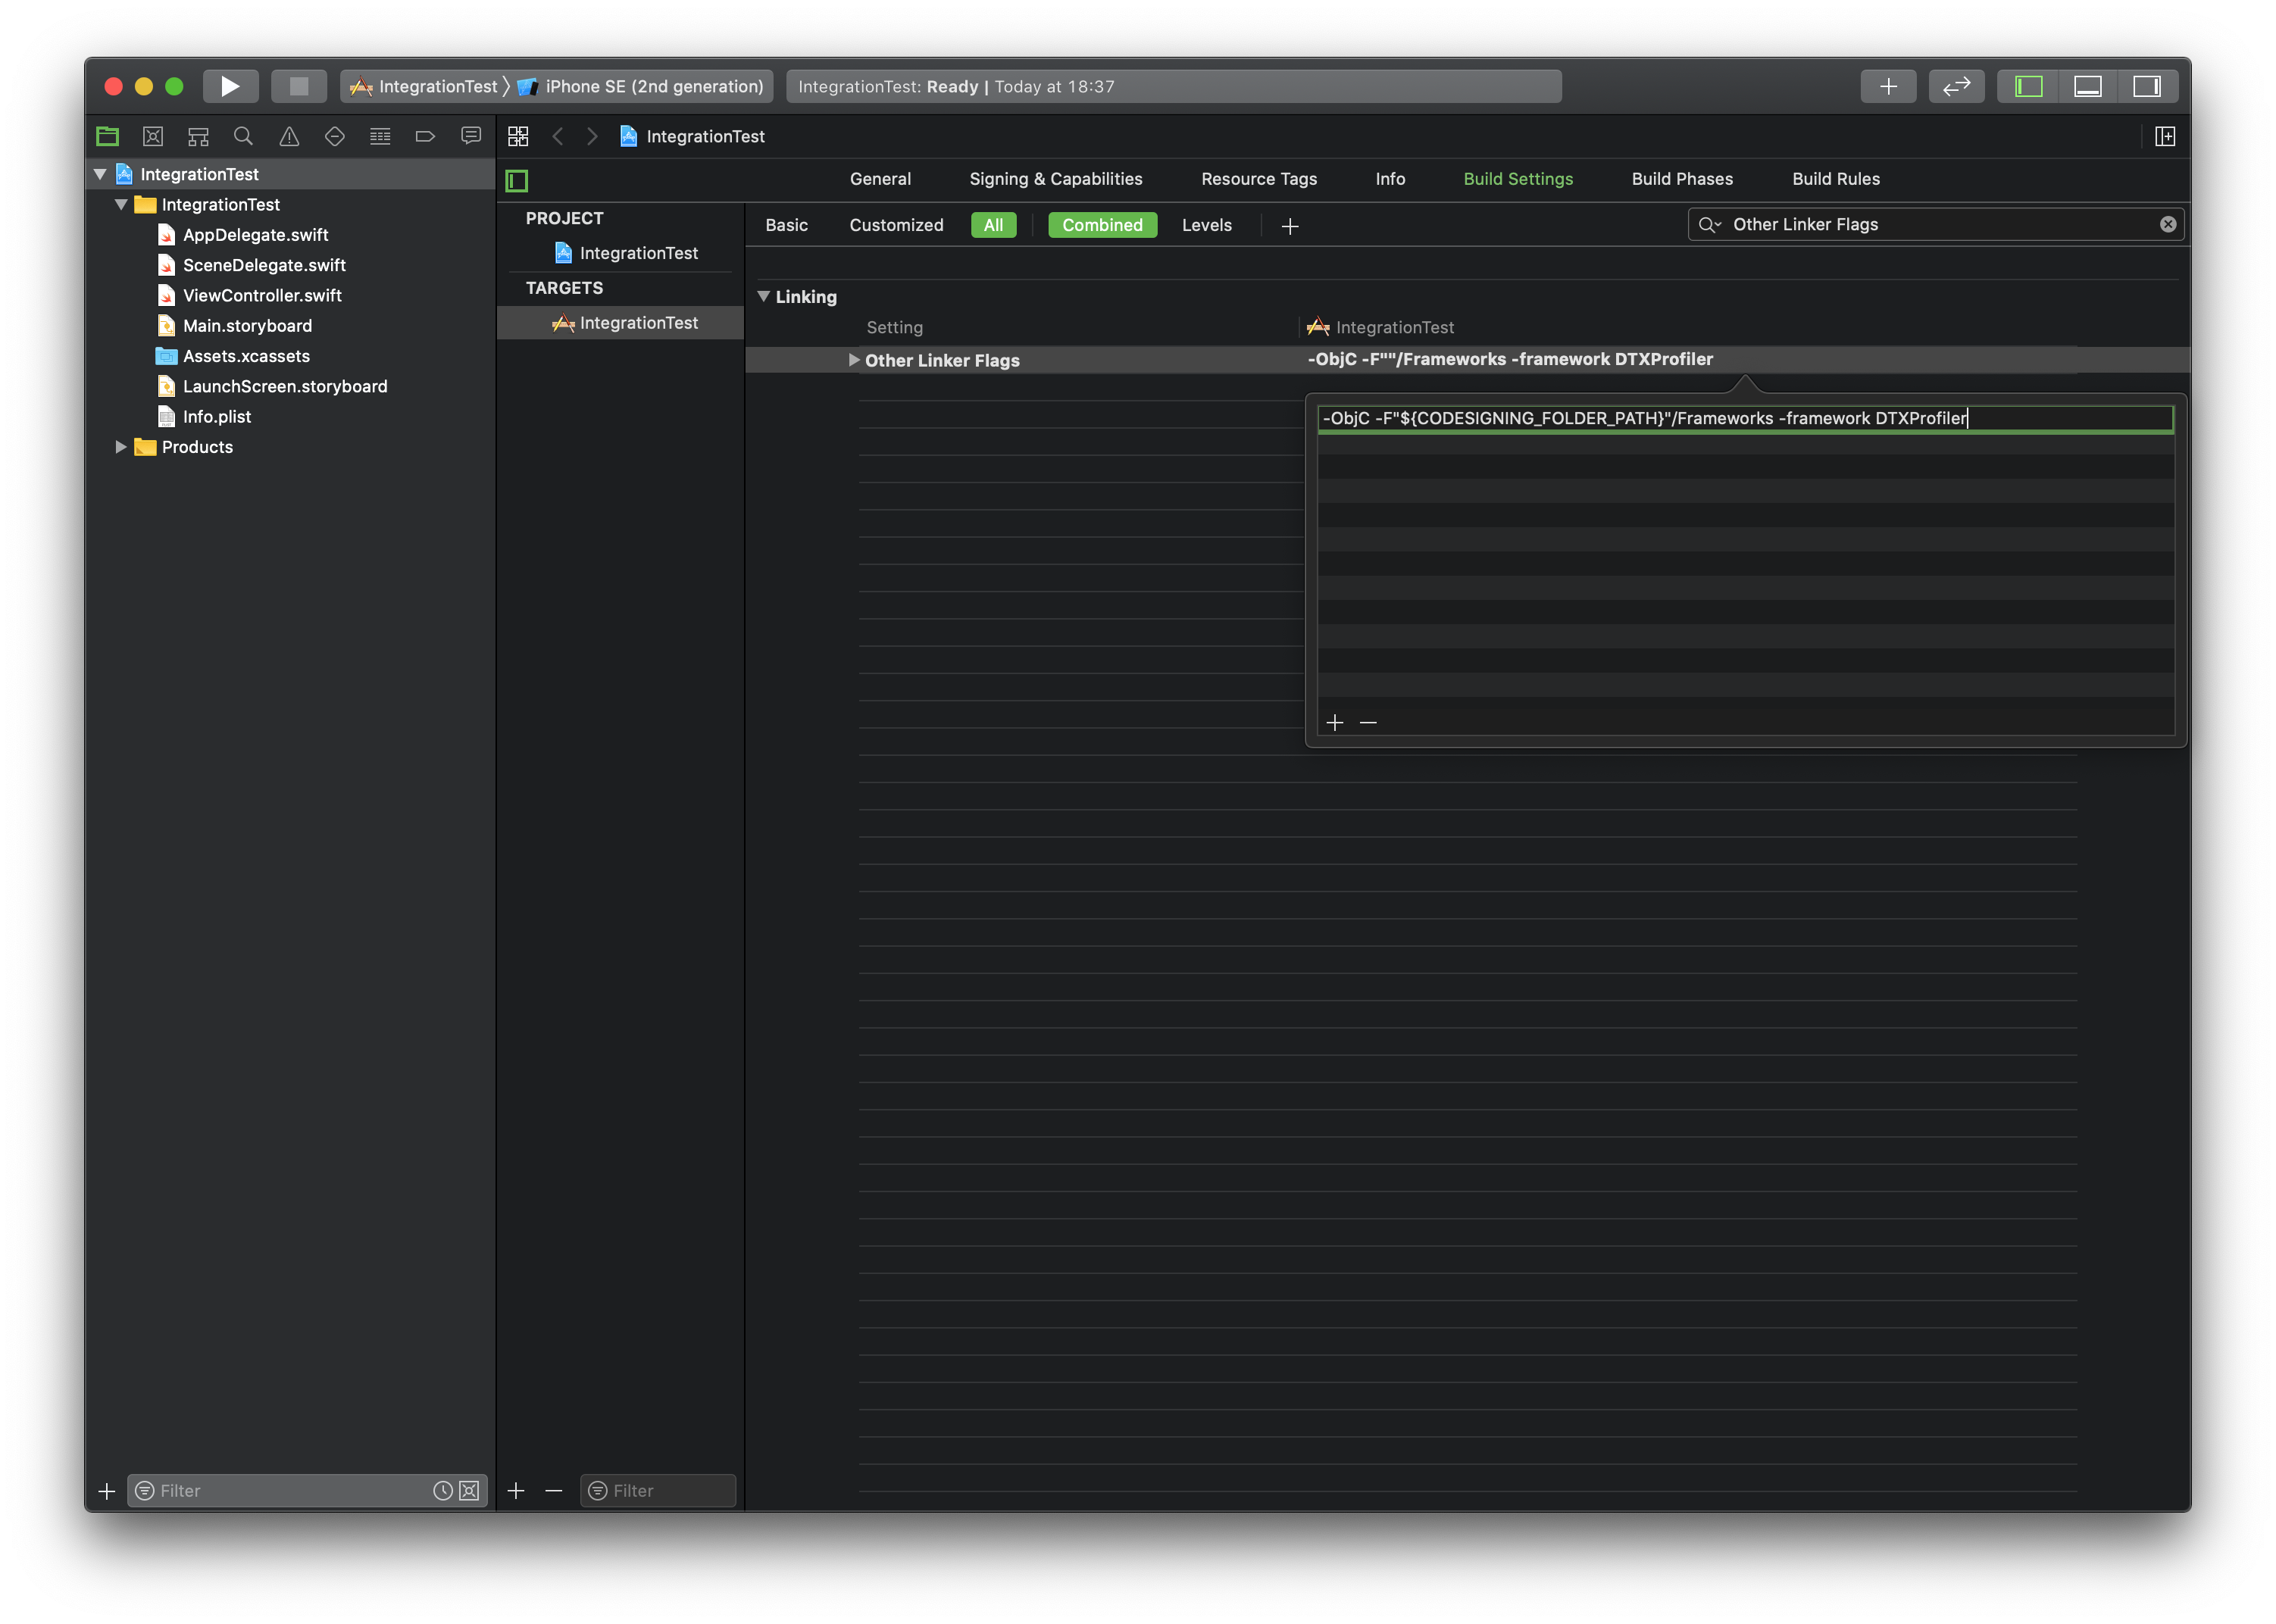 IntegrationTest 〉 iPhone SE (2nd generation)
IntegrationTest: Ready | Today at 18:37
IntegrationTest
IntegrationTest
AppDelegate.swift
SceneDelegate.swift
ViewController.swift
Main.storyboard
Assets.xcassets
LaunchScreen.storyboard
Info.plist
Products
Filter
IntegrationTest
General Signing & Capabilities Resource Tags Info Build Settings Build Phases Build Rules
PROJECT
IntegrationTest
TARGETS
IntegrationTest
Filter
Basic Customized All Combined Levels
Other Linker Flags
Linking
Setting IntegrationTest
Other Linker Flags -ObjC -F""/Frameworks -framework DTXProfiler
-ObjC -F"${CODESIGNING_FOLDER_PATH}"/Frameworks -framework DTXProfiler